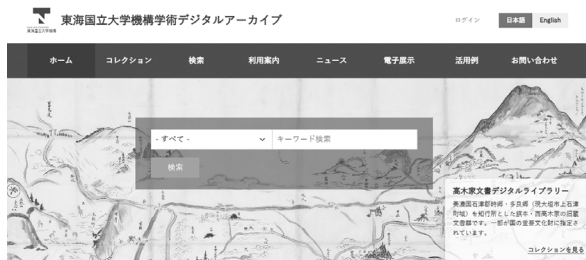 東海国立大学機構学術デジタルアーカイブ
ログイン
日本語
English
ホーム
コレクション
検索
利用案内
ニュース
電子展示
活用例
お問い合わせ
- すべて -
キーワード検索
検索
高木家文書デジタルライブラリー
美濃国石津郡時郷・多良郷（現大垣市上石津
町域）を知行所とした旗本・西高木家の旧蔵
文書群です。一部が国の重要文化財に指定さ
れています。
コレクションを見る